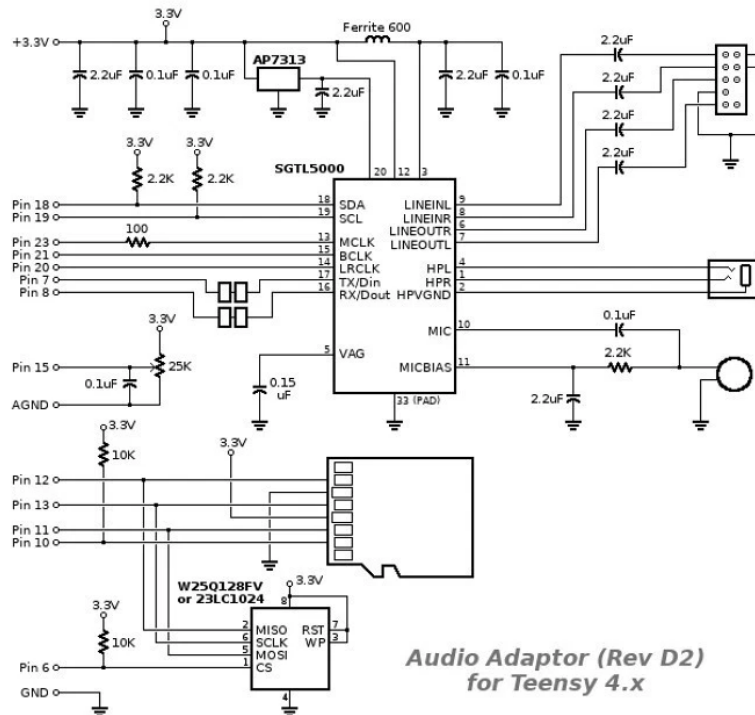 3.3V
Ferrite 600
+3.3V
AP7313
2.2uF
0.1uF
0.1uF
2.2uF
2.2uF
0.1uF
2.2uF
2.2uF
2.2uF
2.2uF
3.3V
3.3V
2.2K
2.2K
SGTL5000
20
12
3
Pin 18
18
SDA
LINEINL
9
Pin 19
19
SCL
LINEINR
8
LINEOUTR
6
Pin 23
100
13
MCLK
LINEOUTL
7
Pin 21
15
BCLK
Pin 20
14
LRCLK
HPL
4
Pin 7
17
TX/Din
HPR
1
Pin 8
16
RX/Dout
HPVGND
2
3.3V
MIC
10
0.1uF
5
VAG
Pin 15
25K
MICBIAS
11
2.2K
0.1uF
0.15
uF
2.2uF
AGND
33 (PAD)
3.3V
10K
3.3V
Pin 12
Pin 13
Pin 11
Pin 10
W25Q128FV
or 23LC1024
3.3V
8
3.3V
10K
2
MISO
RST
7
6
SCLK
WP
3
5
MOSI
Pin 6
1
CS
GND
4
Audio Adaptor (Rev D2)
for Teensy 4.x